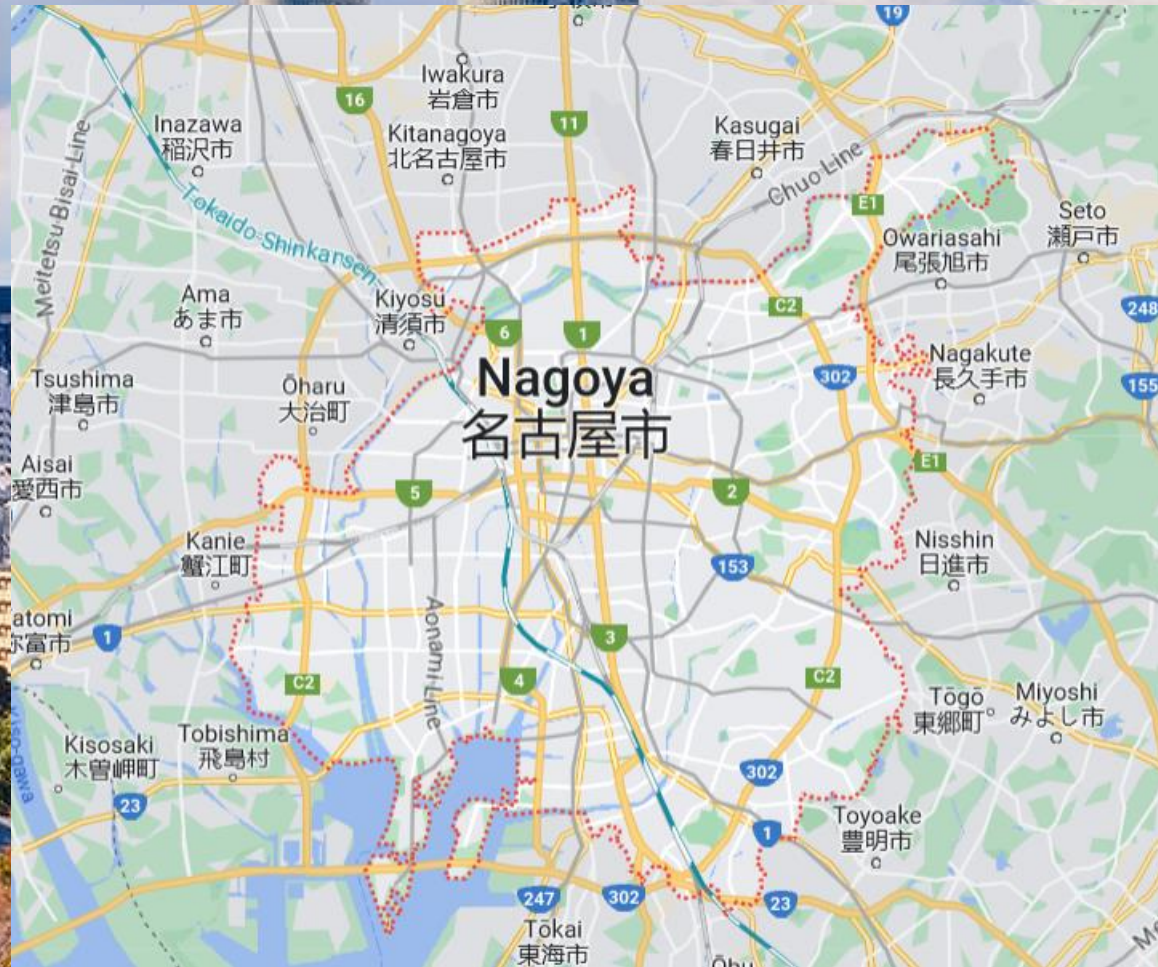 19
Iwakura
岩倉市
16
11
Inazawa
稲沢市
Kitanagoya
北名古屋市
Kasugai
春日井市
Meitetsu Bisai Line
Tokaido Shinkansen
Chuo Line
E1
Seto
瀬戸市
Owariasahi
尾張旭市
Ama
あま市
Kiyosu
清須市
C2
248
6
1
Nagoya
名古屋市
302
Nagakute
長久手市
155
Tsushima
津島市
Ōharu
大治町
Aisai
愛西市
5
2
E1
Kanie
蟹江町
153
Nisshin
日進市
atomi
弥富市
1
Aonami Line
3
C2
4
C2
Tōgō
東郷町
Miyoshi
みよし市
Kisosaki
木曽岬町
Tobishima
飛島村
23
302
1
Toyoake
豊明市
247
302
23
Tōkai
東海市